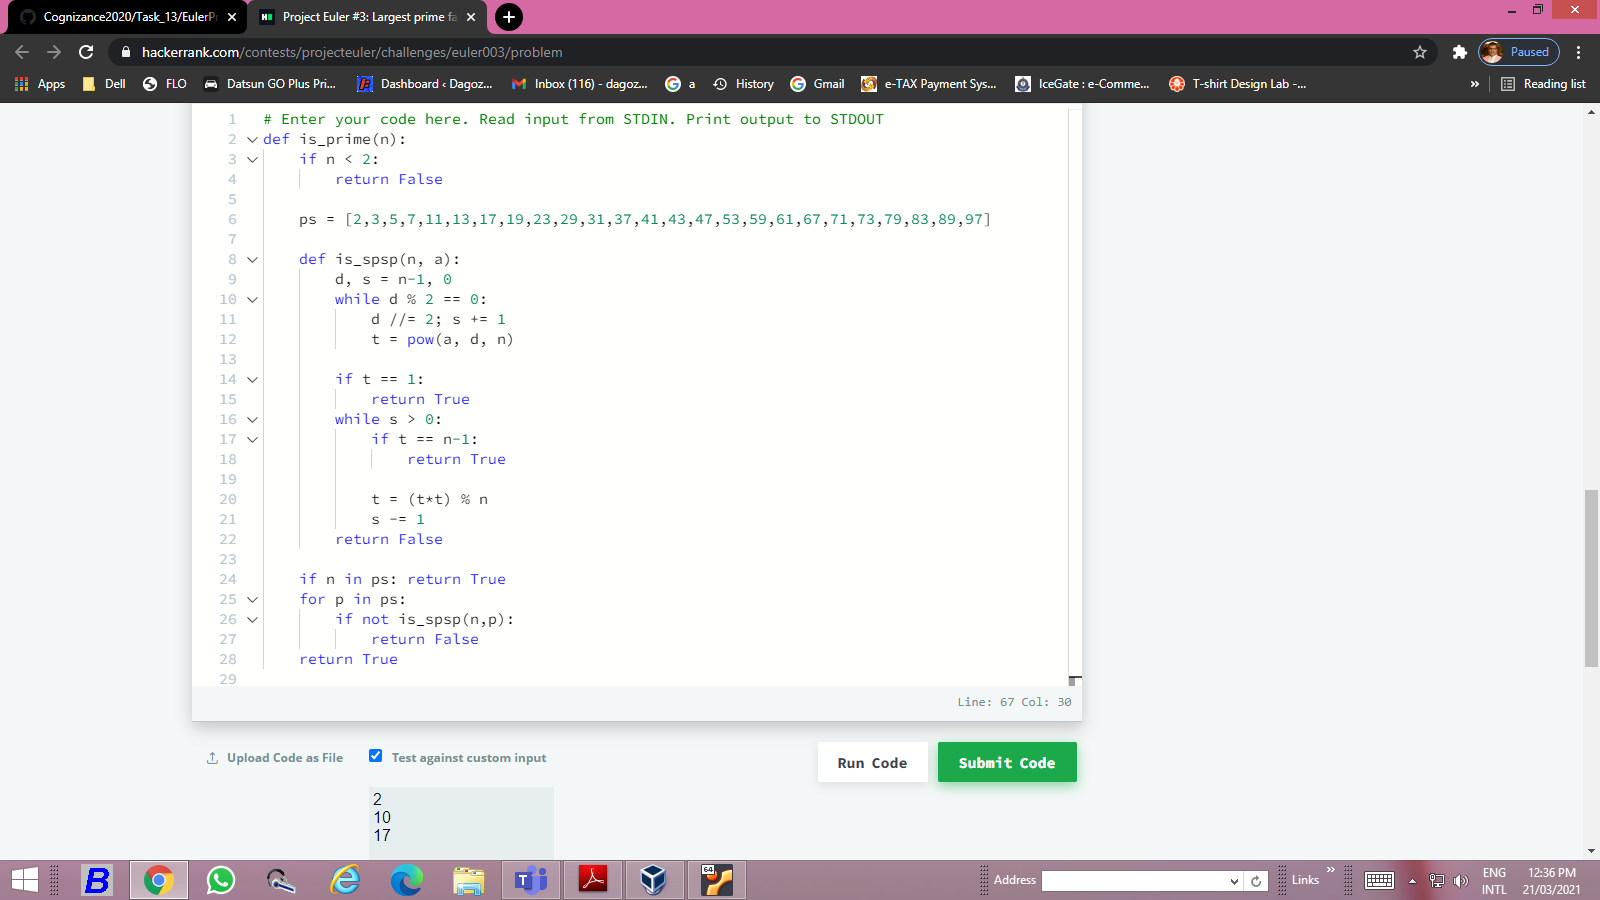 Cognizance2020/Task_13/EulerPr
Project Euler #3: Largest prime fa
hackerrank.com/contests/projecteuler/challenges/euler003/problem
Paused
Apps
Dell
FLO
Datsun GO Plus Pri...
Dashboard ‹ Dagoz...
Inbox (116) - dagoz...
a
History
Gmail
e-TAX Payment Sys...
IceGate : e-Comme...
T-shirt Design Lab -...
»
Reading list
1 # Enter your code here. Read input from STDIN. Print output to STDOUT
2 def is_prime(n):
3 if n < 2:
4 return False
5
6 ps = [2,3,5,7,11,13,17,19,23,29,31,37,41,43,47,53,59,61,67,71,73,79,83,89,97]
7
8 def is_spsp(n, a):
9 d, s = n-1, 0
10 while d % 2 == 0:
11 d //= 2; s += 1
12 t = pow(a, d, n)
13
14 if t == 1:
15 return True
16 while s > 0:
17 if t == n-1:
18 return True
19
20 t = (t*t) % n
21 s -= 1
22 return False
23
24 if n in ps: return True
25 for p in ps:
26 if not is_spsp(n,p):
27 return False
28 return True
29
Line: 67 Col: 30
Upload Code as File
Test against custom input
Run Code
Submit Code
2
10
17
Address
Links
»
ENG
INTL
12:36 PM
21/03/2021